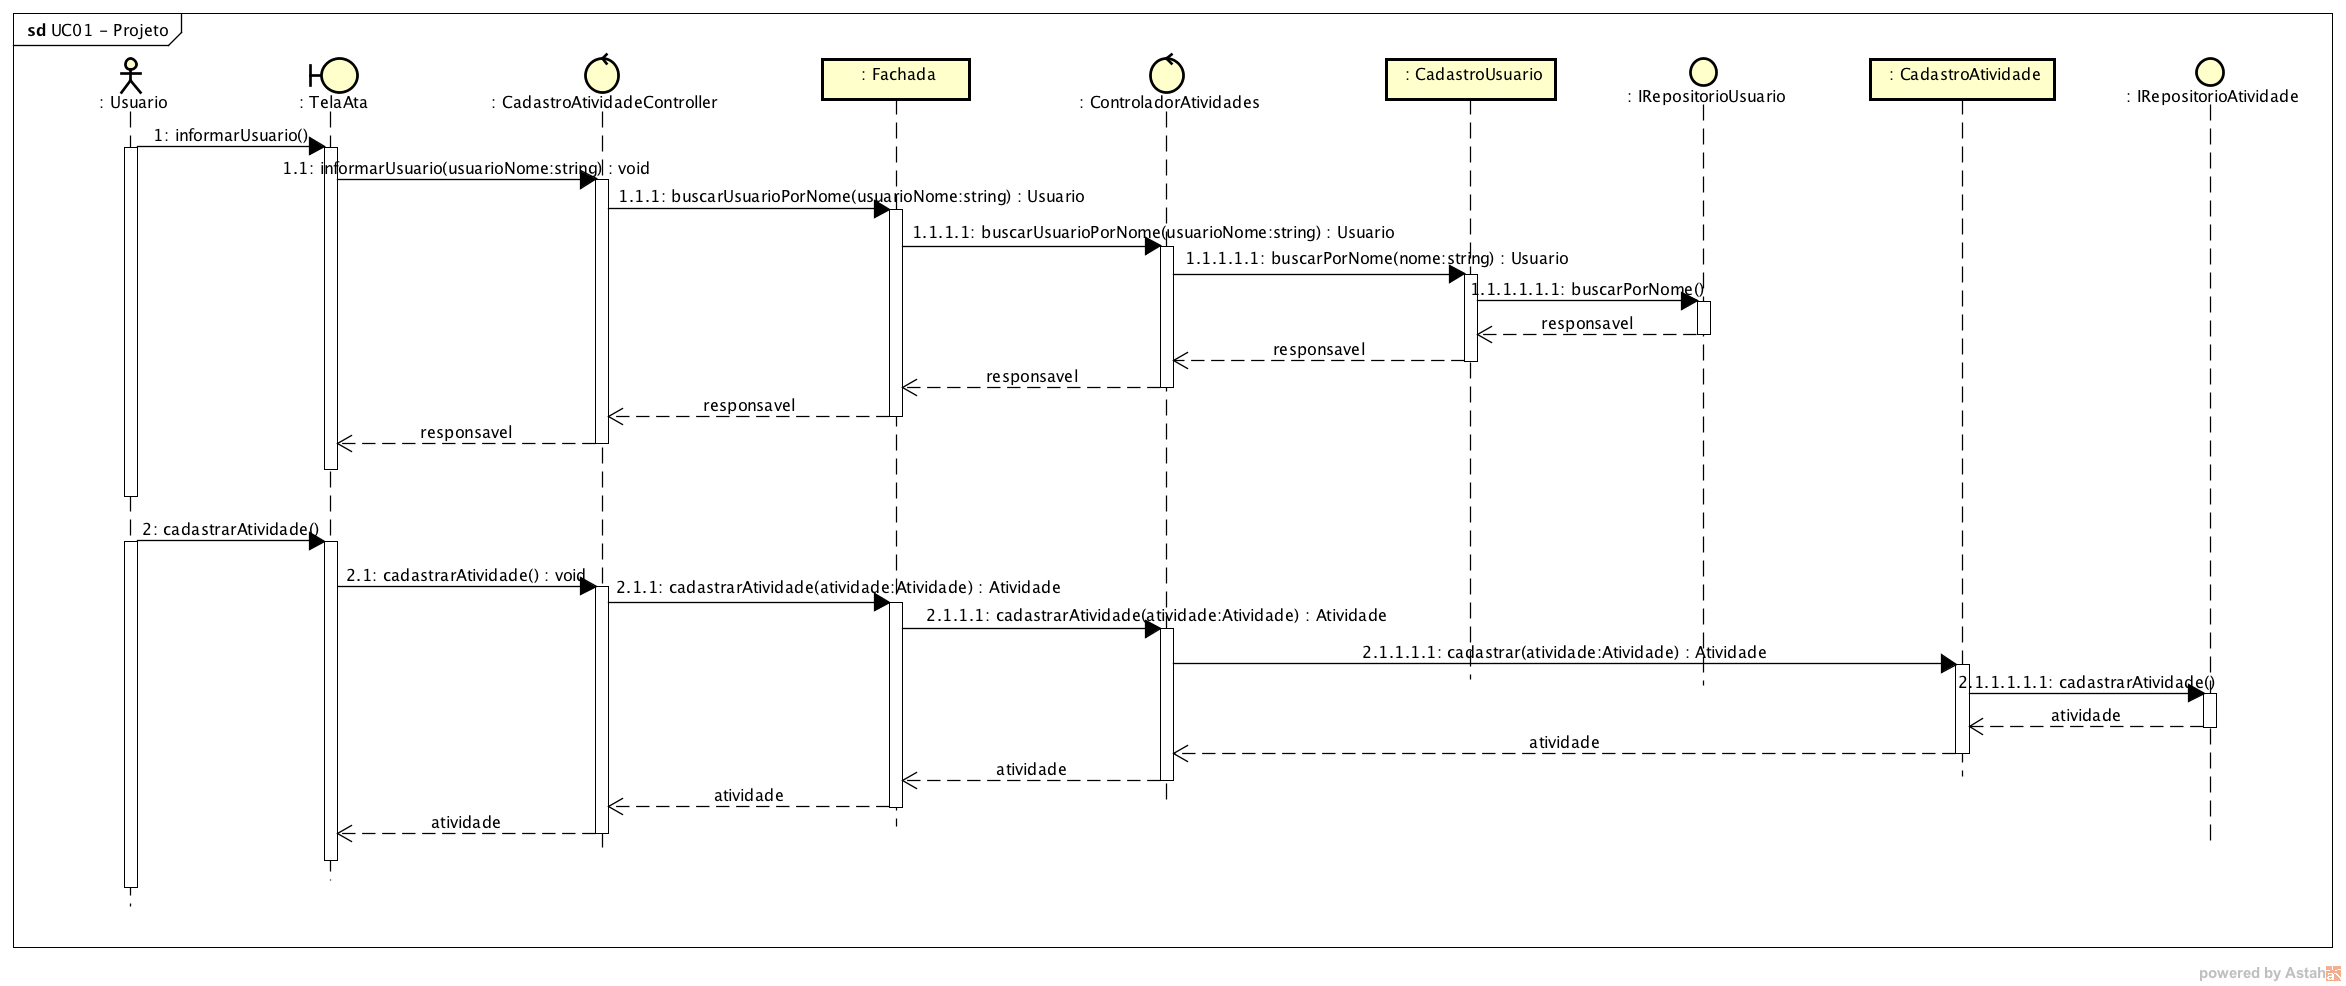 sd UC01 - Projeto
: Usuario
: TelaAta
: CadastroAtividadeController
: Fachada
: ControladorAtividades
: CadastroUsuario
: IRepositorioUsuario
: CadastroAtividade
: IRepositorioAtividade
1: informarUsuario()
1.1: informarUsuario(usuarioNome:string) : void
1.1.1: buscarUsuarioPorNome(usuarioNome:string) : Usuario
1.1.1.1: buscarUsuarioPorNome(usuarioNome:string) : Usuario
1.1.1.1.1: buscarPorNome(nome:string) : Usuario
1.1.1.1.1.1: buscarPorNome()
responsavel
responsavel
responsavel
responsavel
responsavel
2: cadastrarAtividade()
2.1: cadastrarAtividade() : void
2.1.1: cadastrarAtividade(atividade:Atividade) : Atividade
2.1.1.1: cadastrarAtividade(atividade:Atividade) : Atividade
2.1.1.1.1: cadastrar(atividade:Atividade) : Atividade
2.1.1.1.1.1: cadastrarAtividade()
atividade
atividade
atividade
atividade
atividade
powered by Astah